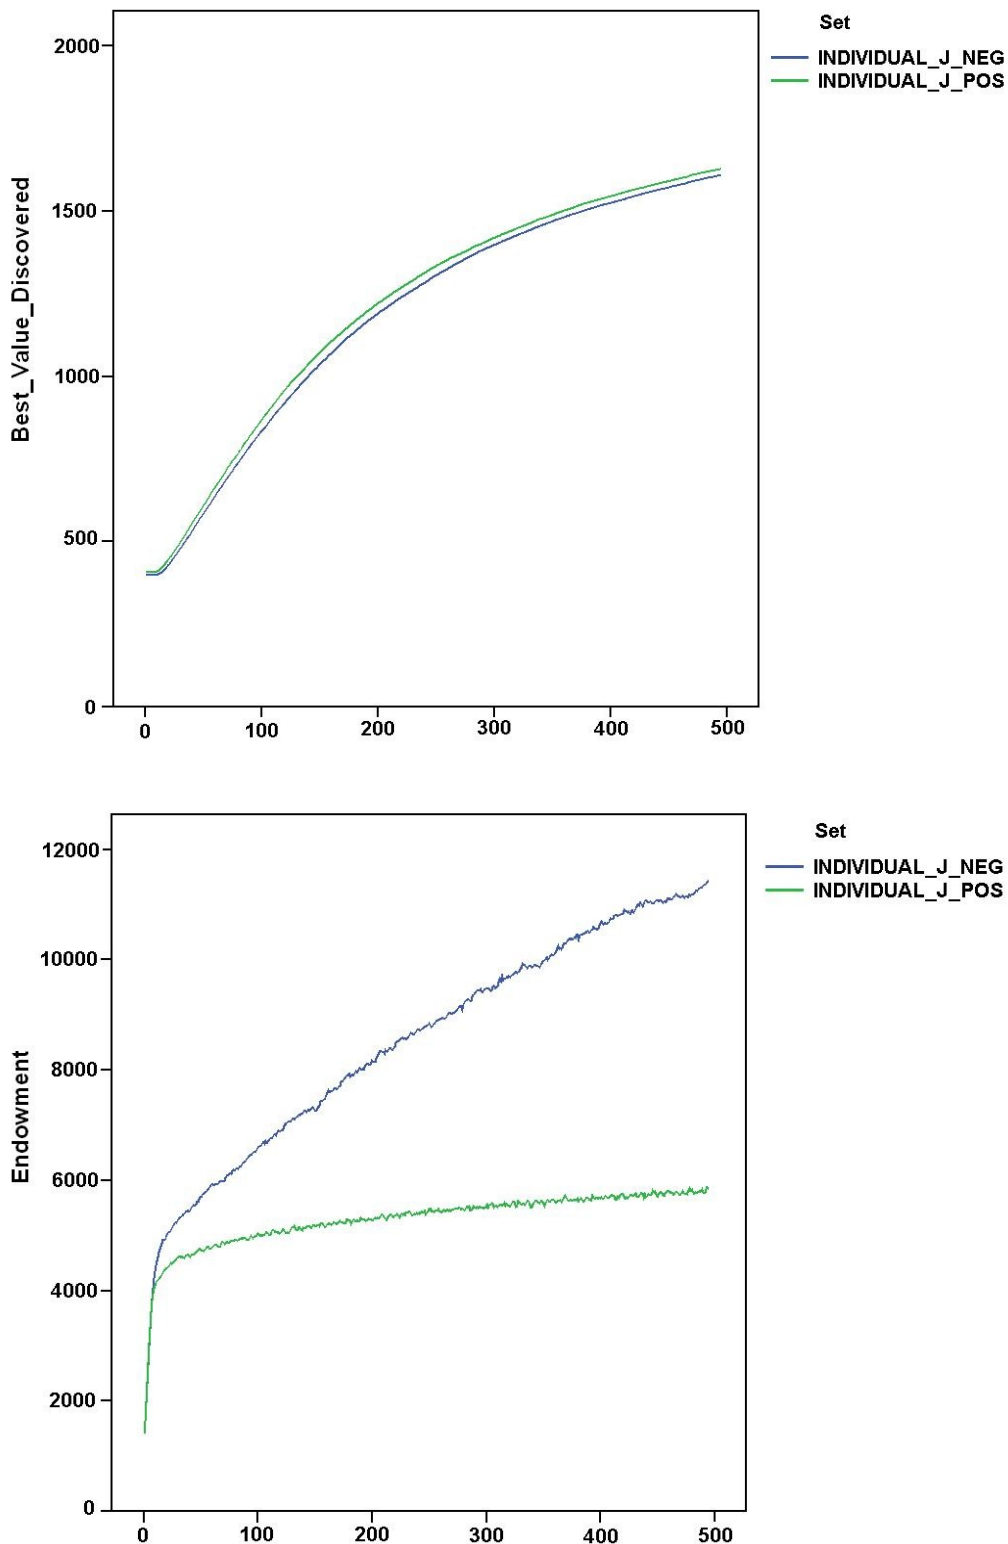 Set
INDIVIDUAL_J_NEG
INDIVIDUAL_J_POS
Best_Value_Discovered
2000
1500
1000
500
0
0 100 200 300 400 500
Set
INDIVIDUAL_J_NEG
INDIVIDUAL_J_POS
Endowment
12000
10000
8000
6000
4000
2000
0
0 100 200 300 400 500